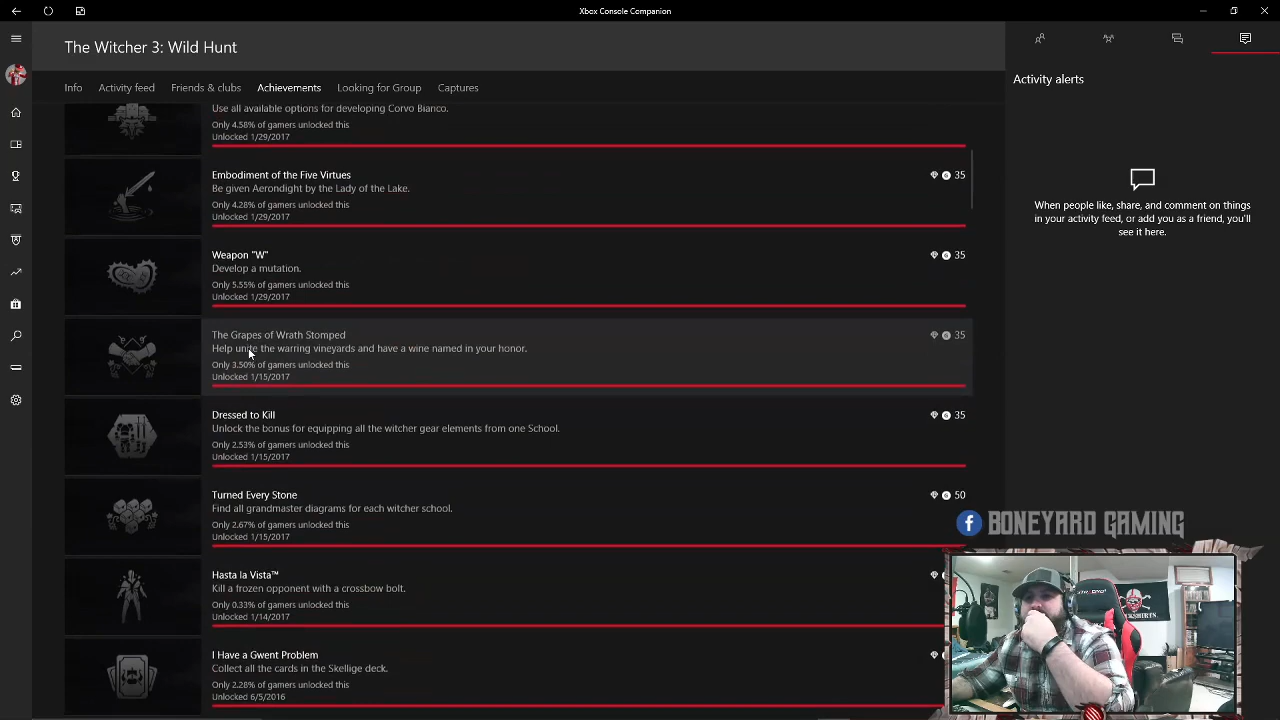 Xbox Console Companion
The Witcher 3: Wild Hunt
Info Activity feed Friends & clubs Achievements Looking for Group Captures
Use all available options for developing Corvo Bianco.
Only 4.58% of gamers unlocked this
Unlocked 1/29/2017
Embodiment of the Five Virtues
G 35
Be given Aerondight by the Lady of the Lake.
Only 4.28% of gamers unlocked this
Unlocked 1/29/2017
Weapon "W"
G 35
Develop a mutation.
Only 5.55% of gamers unlocked this
Unlocked 1/29/2017
The Grapes of Wrath Stomped
G 35
Help unite the warring vineyards and have a wine named in your honor.
Only 3.50% of gamers unlocked this
Unlocked 1/15/2017
Dressed to Kill
G 35
Unlock the bonus for equipping all the witcher gear elements from one School.
Only 2.53% of gamers unlocked this
Unlocked 1/15/2017
Turned Every Stone
G 50
Find all grandmaster diagrams for each witcher school.
Only 2.67% of gamers unlocked this
Unlocked 1/15/2017
Hasta la Vista™
Kill a frozen opponent with a crossbow bolt.
Only 0.33% of gamers unlocked this
Unlocked 1/14/2017
I Have a Gwent Problem
Collect all the cards in the Skellige deck.
Only 2.28% of gamers unlocked this
Unlocked 6/5/2016
Activity alerts
When people like, share, and comment on things
in your activity feed, or add you as a friend, you'll
see it here.
f BONEYARD GAMING